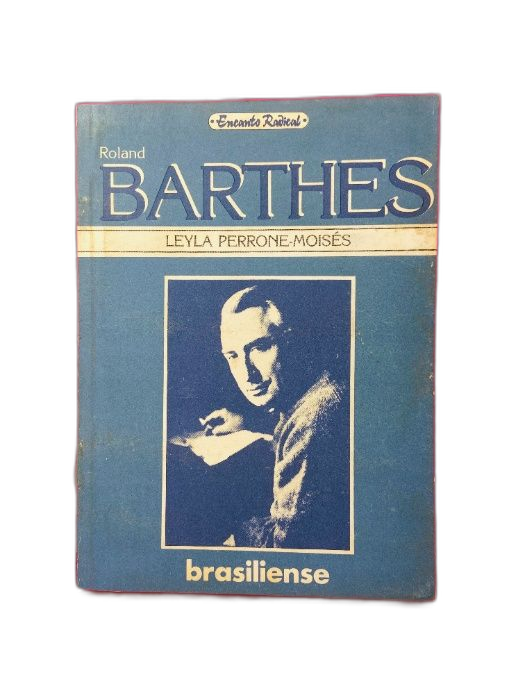 • Encanto Radical •
Roland
BARTHES
LEYLA PERRONE-MOISÉS
brasiliense